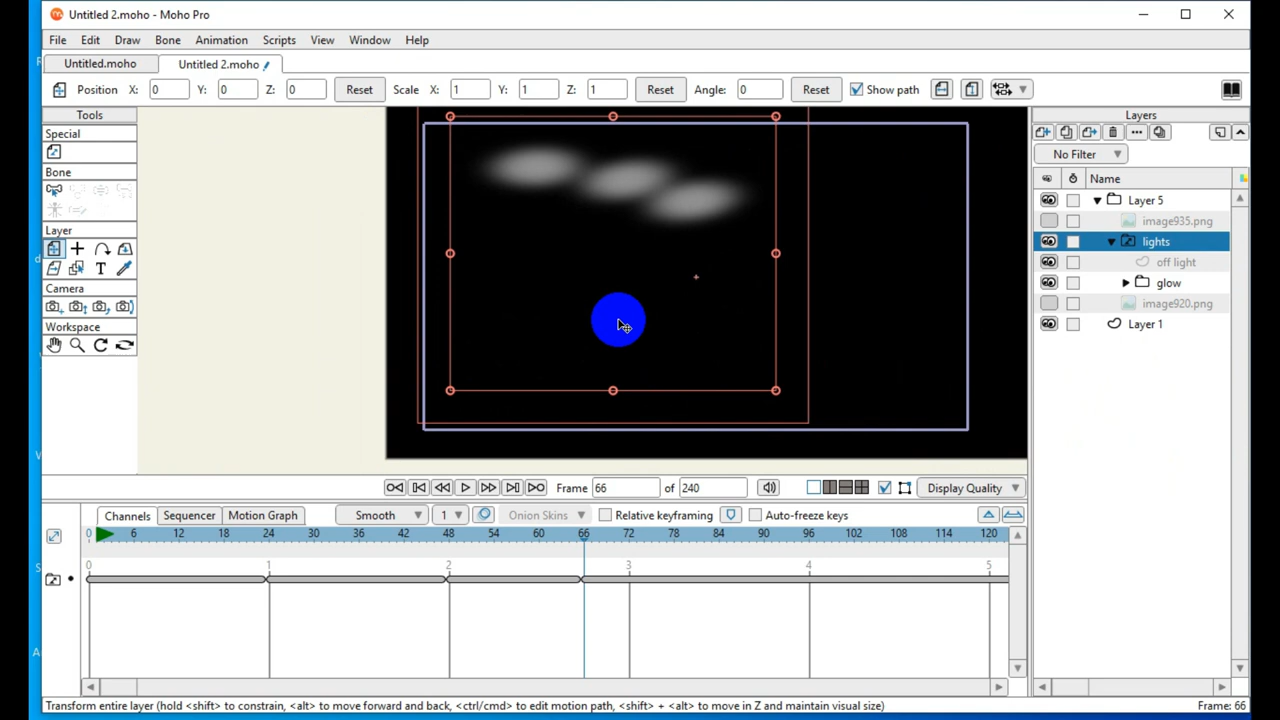 Untitled 2.moho - Moho Pro
File Edit Draw Bone Animation Scripts View Window Help
Untitled.moho Untitled 2.moho
Position X: 0 Y: 0 Z: 0 Reset Scale X: 1 Y: 1 Z: 1 Reset Angle: 0 Reset Show path
Tools
Special
Bone
Layer
T
Camera
Workspace
Layers
No Filter
Name
Layer 5
image935.png
lights
off light
glow
image920.png
Layer 1
Frame 66 of 240 Display Quality
Channels Sequencer Motion Graph Smooth 1 Onion Skins Relative keyframing Auto-freeze keys
0 6 12 18 24 30 36 42 48 54 60 66 72 78 84 90 96 102 108 114 120
0 1 2 3 4 5
Transform entire layer (hold <shift> to constrain, <alt> to move forward and back, <ctrl/cmd> to edit motion path, <shift> + <alt> to move in Z and maintain visual size) Frame: 66